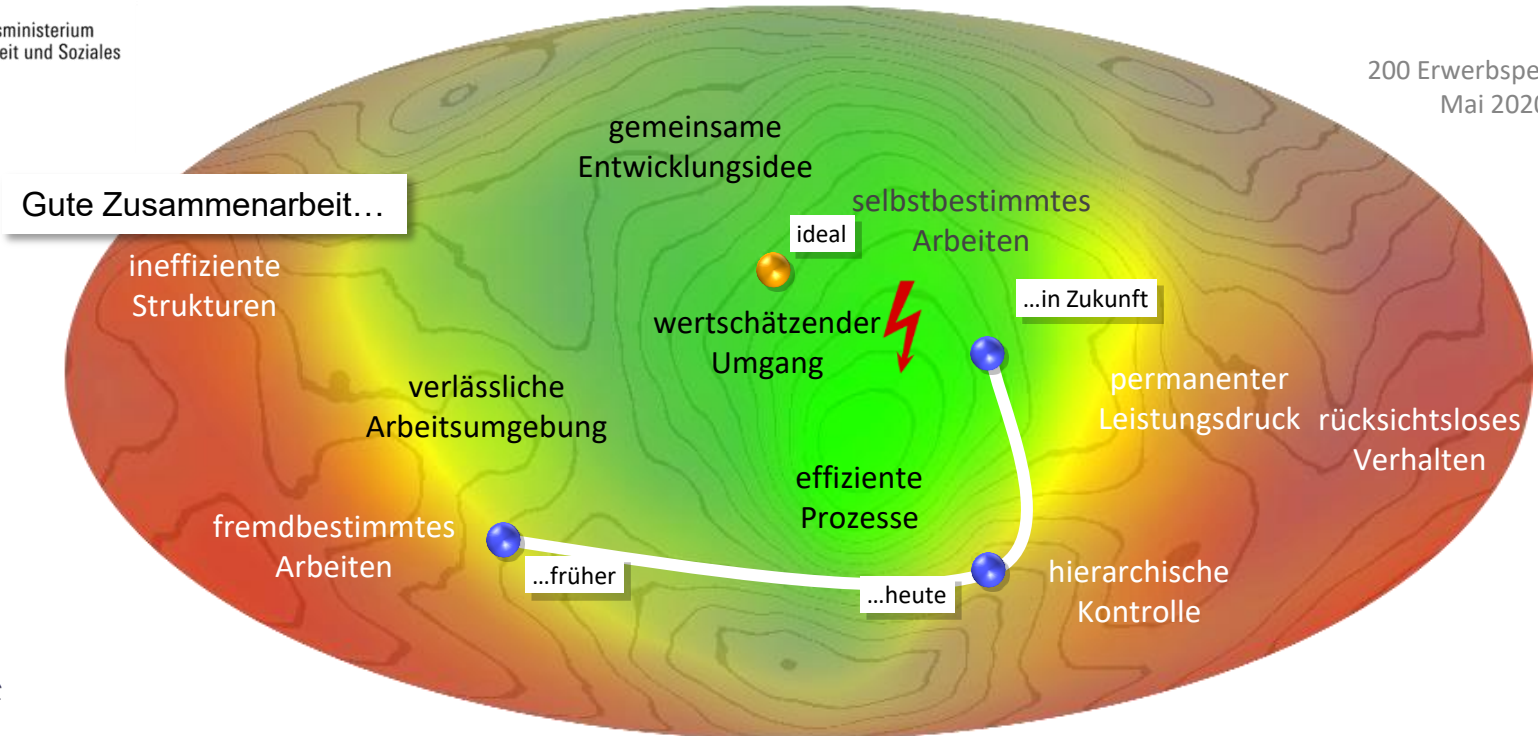 sministerium
eit und Soziales
200 Erwerbspe
Mai 2020
gemeinsame
Entwicklungsidee
Gute Zusammenarbeit…
selbstbestimmtes
Arbeiten
ideal
ineffiziente
Strukturen
…in Zukunft
wertschätzender
Umgang
verlässliche
Arbeitsumgebung
permanenter
Leistungsdruck
rücksichtsloses
Verhalten
effiziente
Prozesse
fremdbestimmtes
Arbeiten
…früher
…heute
hierarchische
Kontrolle